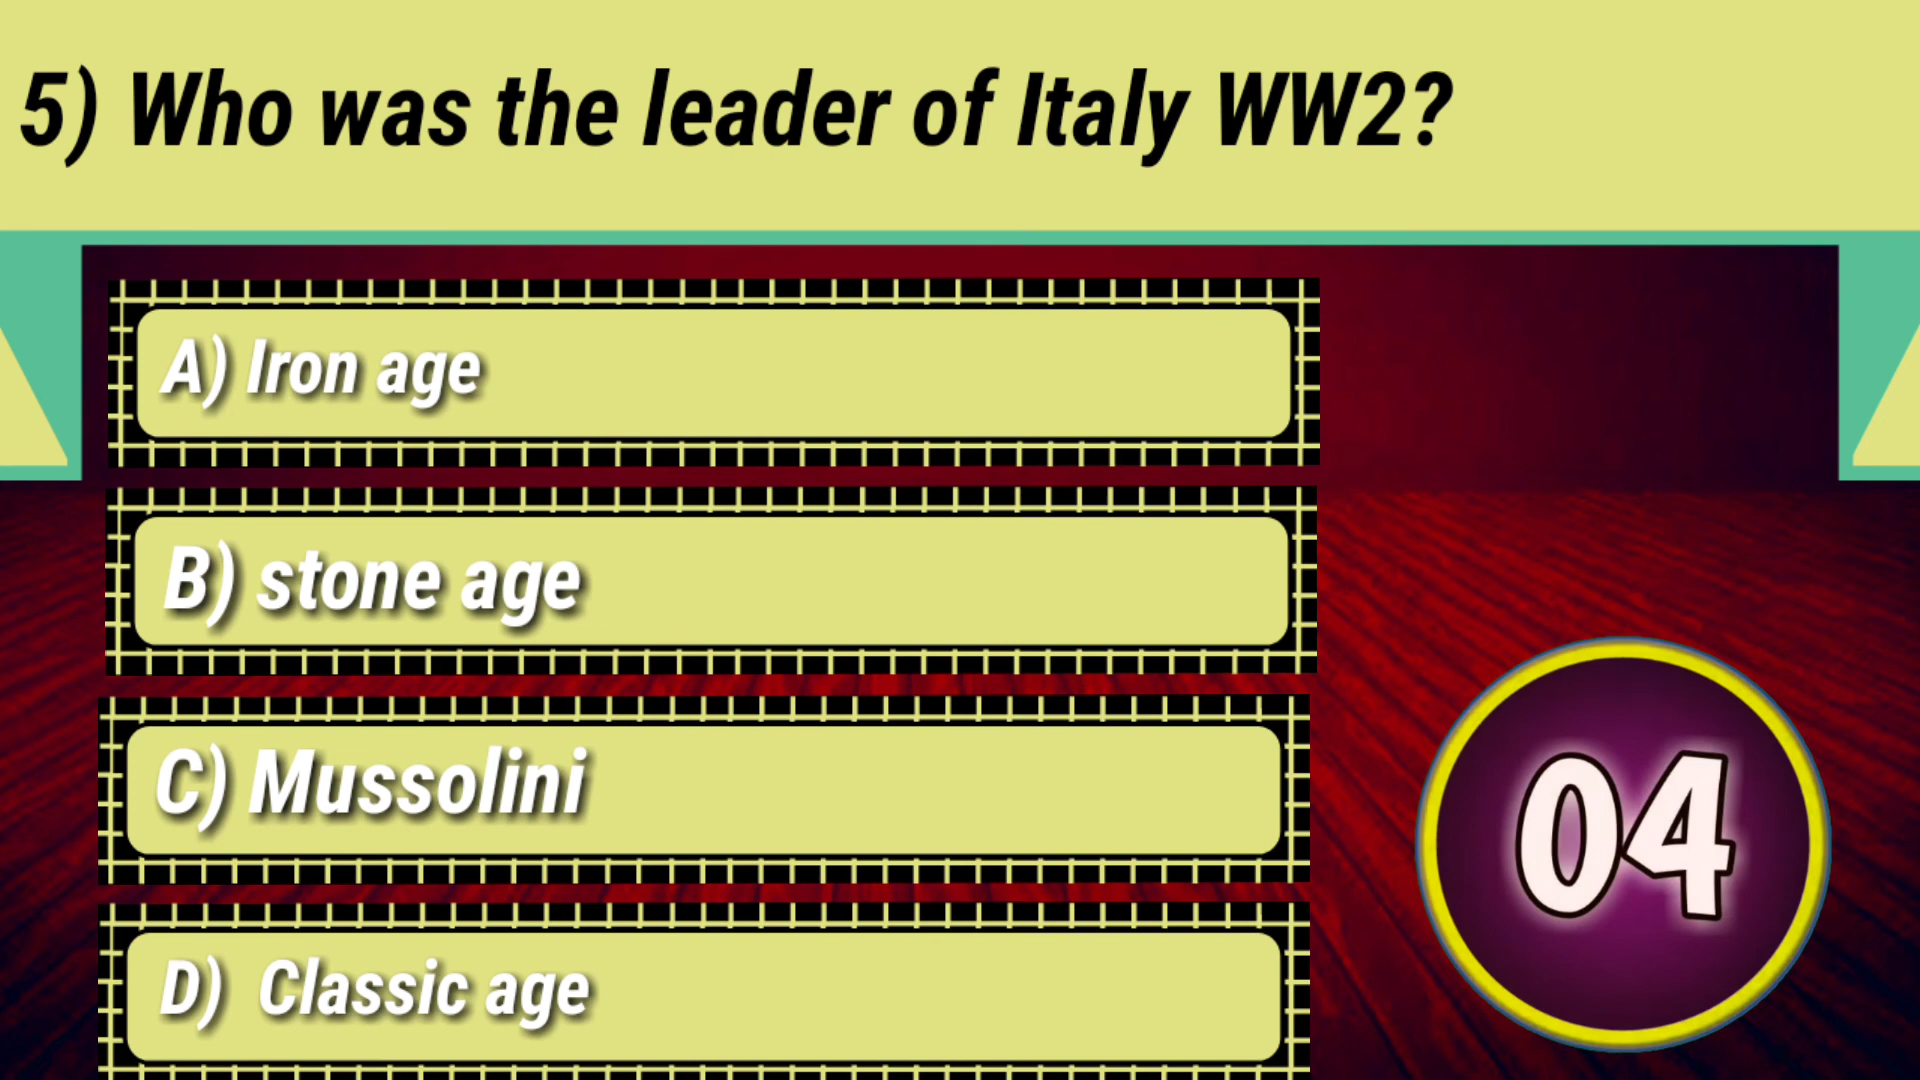 5) Who was the leader of Italy WW2?
A) Iron age
B) stone age
C) Mussolini
D) Classic age
04